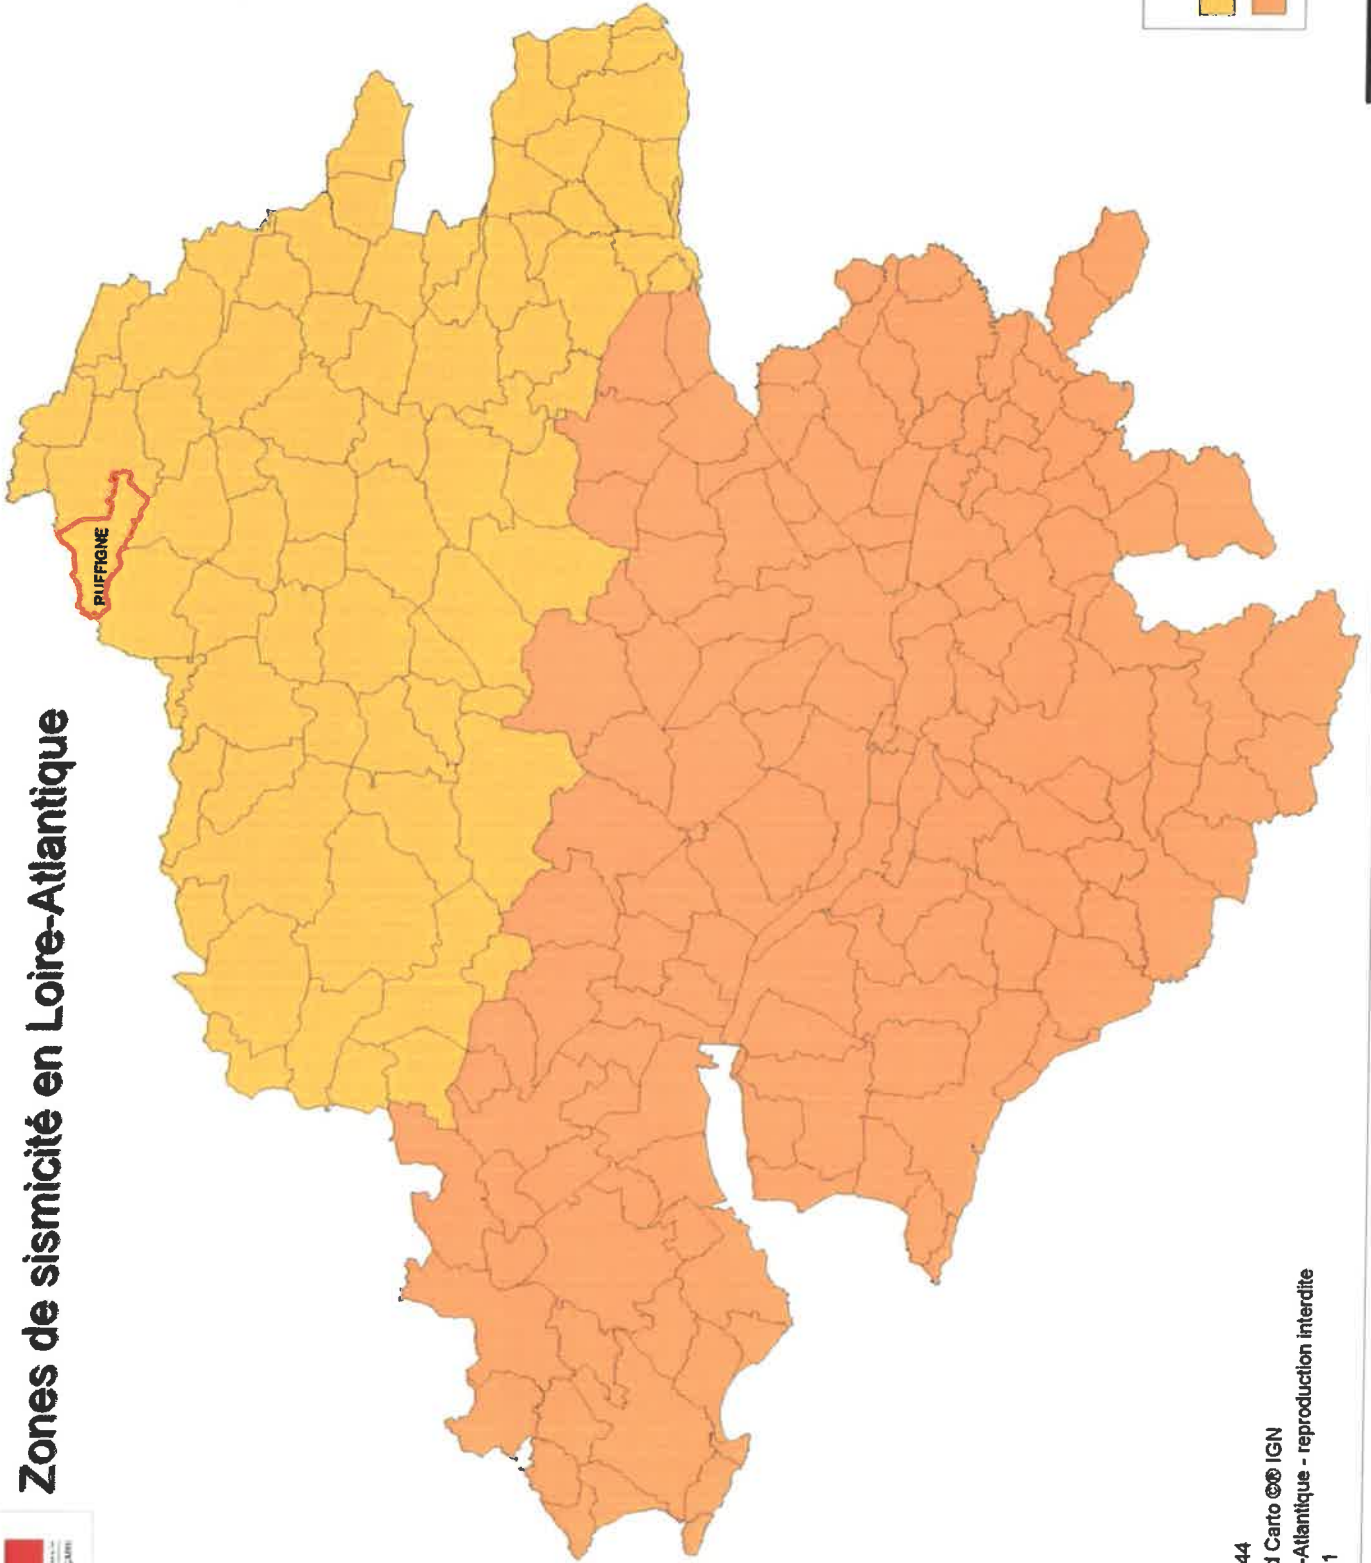 Zones de sismicité en Loire-Atlantique
RUFFIGNE
44
Carto ©® IGN
-Atlantique - reproduction interdite
1